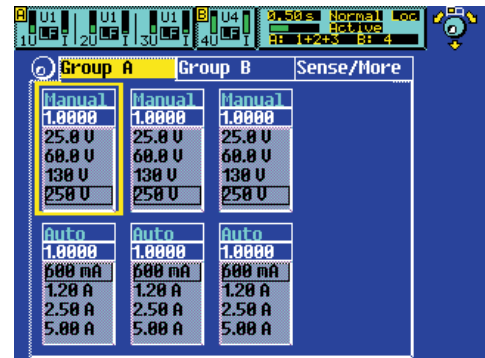 A U1 U1 U1 B U4 0.50s Normal Loc
Active
1U LF I 2U LF I 3U LF I 4U LF I A: 1+2+3 B: 4
Group A Group B Sense/More
Manual Manual Manual
1.0000 1.0000 1.0000
25.0 V 25.0 V 25.0 V
60.0 V 60.0 V 60.0 V
130 V 130 V 130 V
250 V 250 V 250 V
Auto Auto Auto
1.0000 1.0000 1.0000
600 mA 600 mA 600 mA
1.20 A 1.20 A 1.20 A
2.50 A 2.50 A 2.50 A
5.00 A 5.00 A 5.00 A